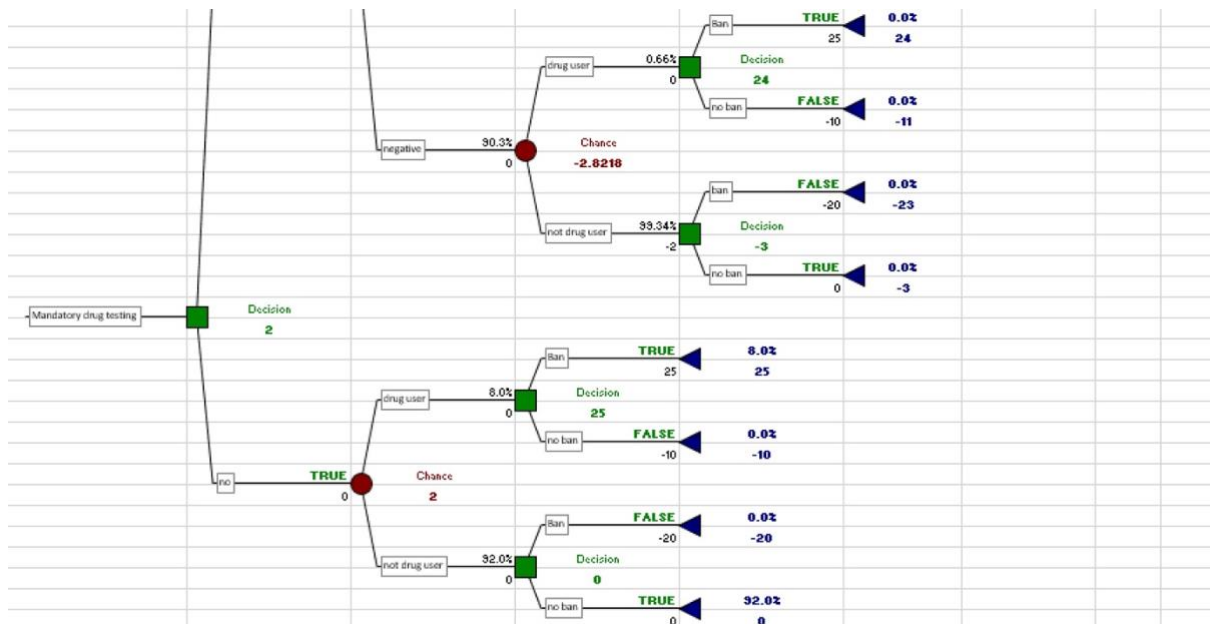 Ban TRUE 0.0%
25 24
drug user 0.66% Decision
0 24
no ban FALSE 0.0%
-10 -11
negative 90.3% Chance
0 -2.8218
ban FALSE 0.0%
-20 -23
not drug user 99.34% Decision
-2 -3
no ban TRUE 0.0%
0 -3
Mandatory drug testing Decision
2
Ban TRUE 8.0%
25 25
drug user 8.0% Decision
0 25
no ban FALSE 0.0%
-10 -10
no TRUE Chance
0 2
Ban FALSE 0.0%
-20 -20
not drug user 92.0% Decision
0 0
no ban TRUE 92.0%
0 0